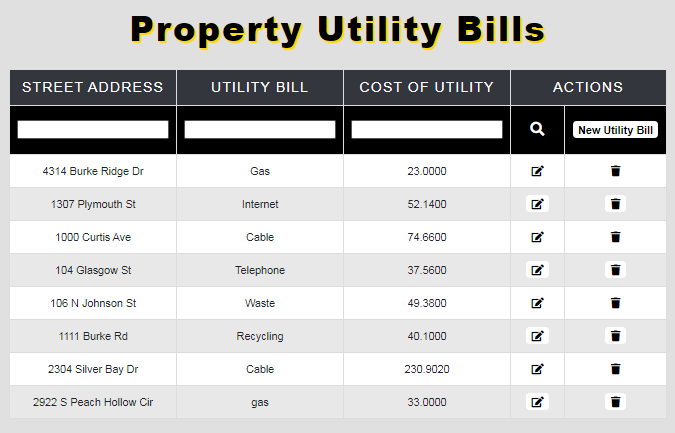 Property Utility Bills
STREET ADDRESS UTILITY BILL COST OF UTILITY ACTIONS
New Utility Bill
4314 Burke Ridge Dr Gas 23.0000
1307 Plymouth St Internet 52.1400
1000 Curtis Ave Cable 74.6600
104 Glasgow St Telephone 37.5600
106 N Johnson St Waste 49.3800
1111 Burke Rd Recycling 40.1000
2304 Silver Bay Dr Cable 230.9020
2922 S Peach Hollow Cir gas 33.0000